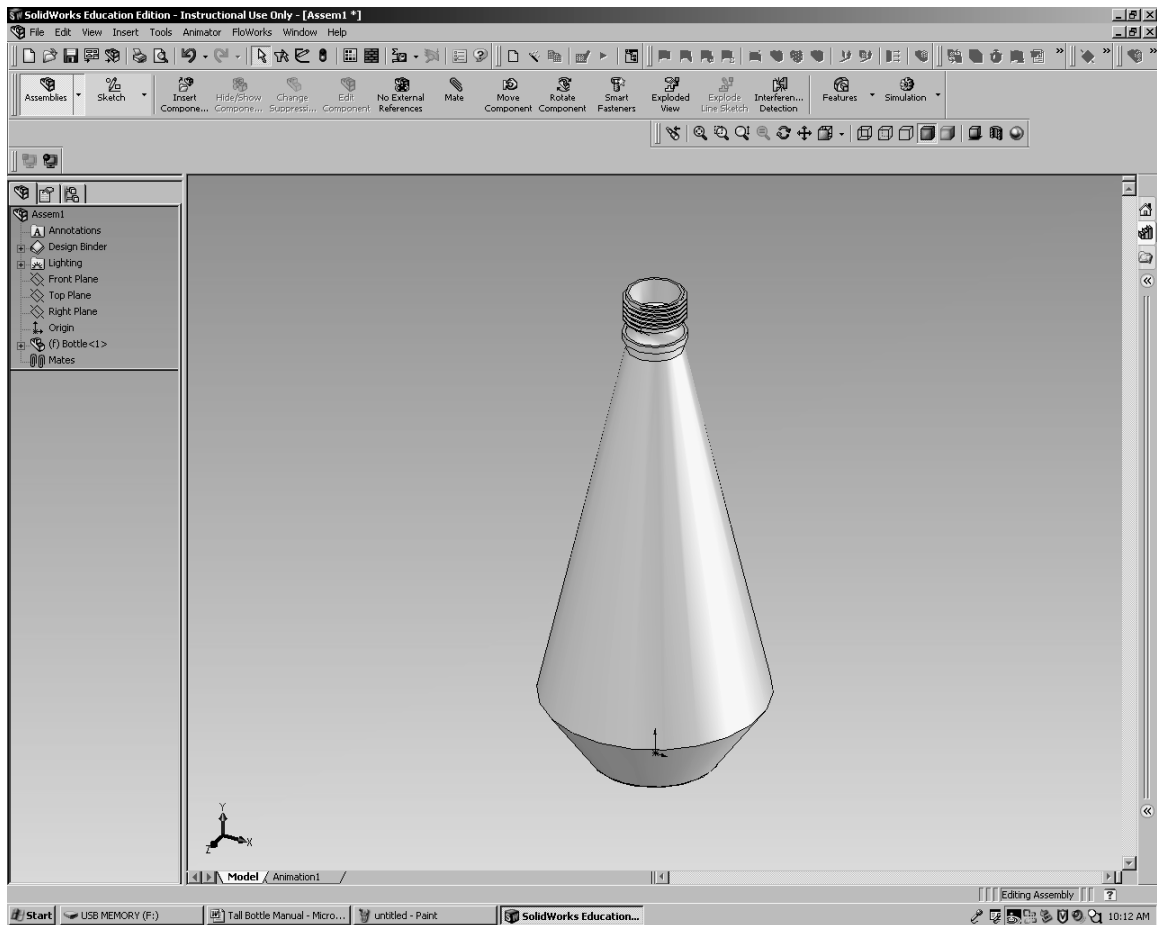 SolidWorks Education Edition - Instructional Use Only - [Assem1 *]
File Edit View Insert Tools Animator FloWorks Window Help
Assemblies Sketch Insert Compone... Hide/Show Compone... Change Suppressi... Edit Component No External References Mate Move Component Rotate Component Smart Fasteners Exploded View Explode Line Sketch Interferen... Detection Features Simulation
Assem1
Annotations
Design Binder
Lighting
Front Plane
Top Plane
Right Plane
Origin
(f) Bottle<1>
Mates
Y
X
Z
Model Animation1
Editing Assembly ?
Start USB MEMORY (F:) Tall Bottle Manual - Micro... untitled - Paint SolidWorks Education... 10:12 AM